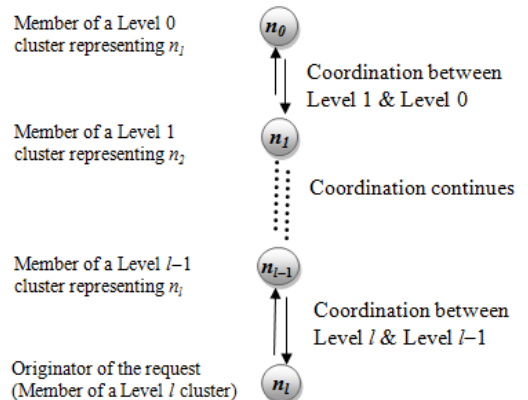 Member of a Level 0
cluster representing n1
n0
Coordination between
Level 1 & Level 0
Member of a Level 1
cluster representing n2
n1
Coordination continues
Member of a Level l–1
cluster representing nl
nl–1
Coordination between
Level l & Level l–1
Originator of the request
(Member of a Level l cluster)
nl